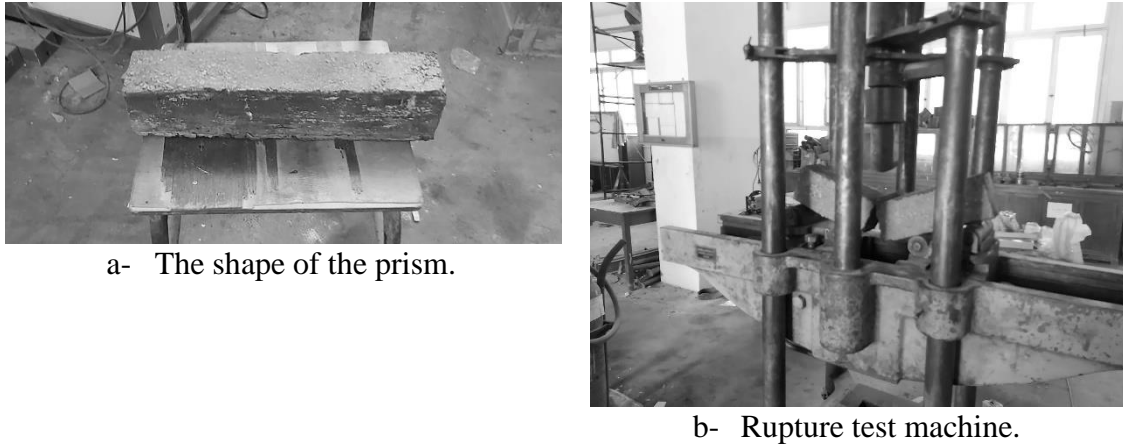 a- The shape of the prism.
b- Rupture test machine.